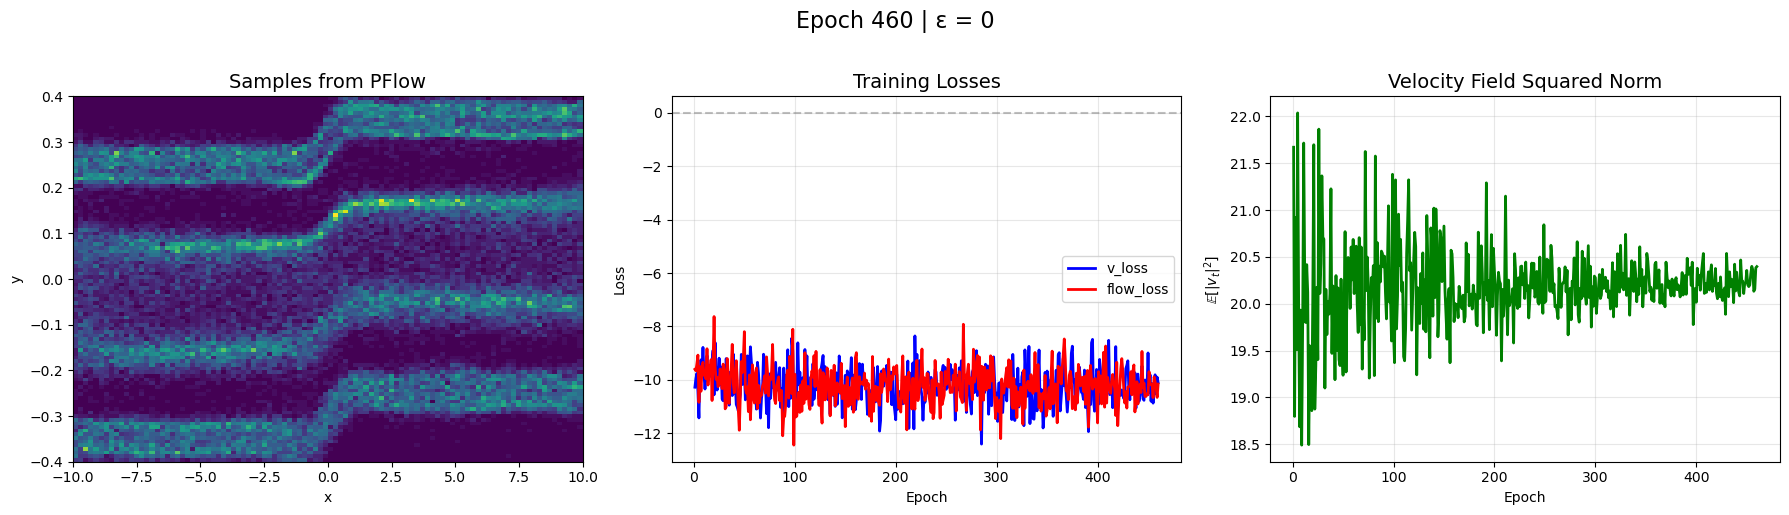 Epoch 460 | ε = 0
Samples from PFlow
0.4
0.3
0.2
0.1
0.0
−0.1
−0.2
−0.3
−0.4
y
−10.0 −7.5 −5.0 −2.5 0.0 2.5 5.0 7.5 10.0
x
Training Losses
0
−2
−4
−6
−8
−10
−12
Loss
v_loss
flow_loss
0 100 200 300 400
Epoch
Velocity Field Squared Norm
22.0
21.5
21.0
20.5
20.0
19.5
19.0
18.5
𝔼[|v_t|²]
0 100 200 300 400
Epoch